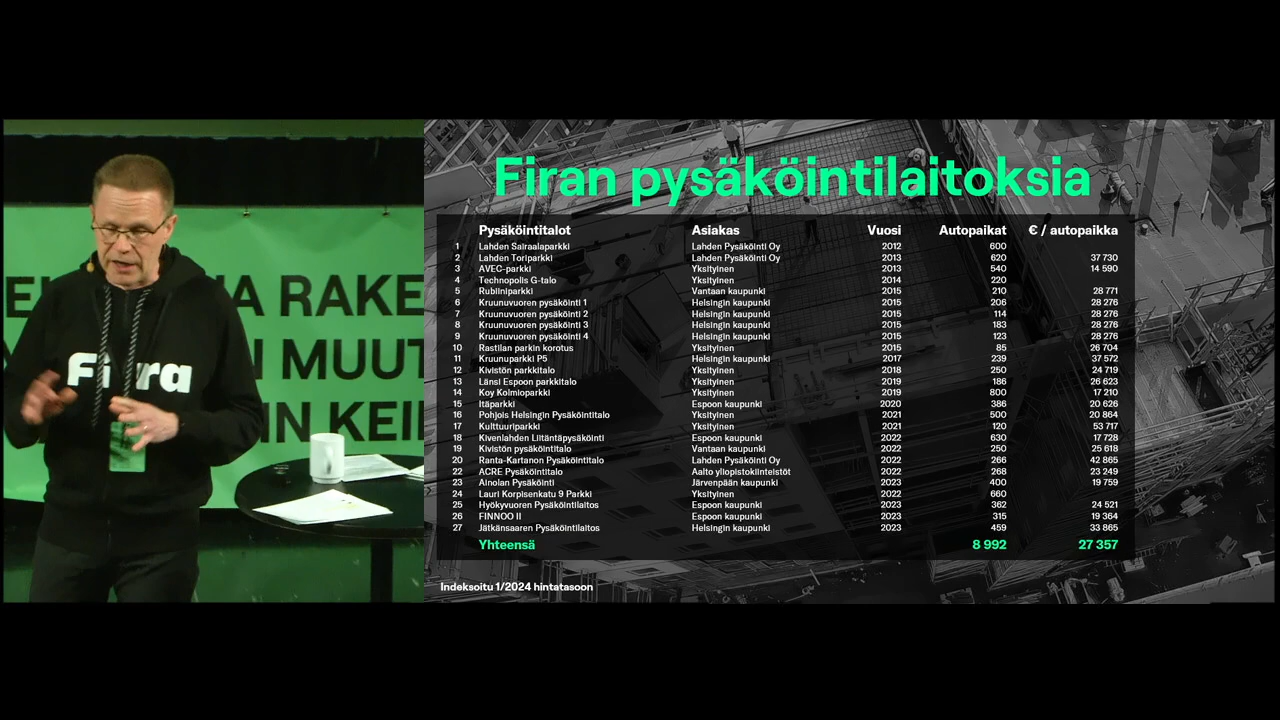 Firan pysäköintilaitoksia
Pysäköintitalot Asiakas Vuosi Autopaikat € / autopaikka
1 Lahden Sairaalaparkki Lahden Pysäköinti Oy 2012 600
2 Lahden Toriparkki Lahden Pysäköinti Oy 2013 620 37 730
3 AVEC-parkki Yksityinen 2013 540 14 590
4 Technopolis G-talo Yksityinen 2014 220
5 Rubiiniparkki Vantaan kaupunki 2015 210 28 771
6 Kruunuvuoren pysäköinti 1 Helsingin kaupunki 2015 206 28 276
7 Kruunuvuoren pysäköinti 2 Helsingin kaupunki 2015 114 28 276
8 Kruunuvuoren pysäköinti 3 Helsingin kaupunki 2015 183 28 276
9 Kruunuvuoren pysäköinti 4 Helsingin kaupunki 2015 123 28 276
10 Rastilan parkin korotus Yksityinen 2015 85 26 704
11 Kruunuparkki P5 Helsingin kaupunki 2017 239 37 572
12 Kivistön parkkitalo Yksityinen 2018 250 24 719
13 Länsi Espoon parkkitalo Yksityinen 2019 186 26 623
14 Koy Kolmioparkki Yksityinen 2019 800 17 210
15 Itäparkki Espoon kaupunki 2020 386 20 626
16 Pohjois Helsingin Pysäköintitalo Yksityinen 2021 500 20 864
17 Kulttuuriparkki Yksityinen 2021 120 53 717
18 Kivenlahden Liitäntäpysäköinti Espoon kaupunki 2022 630 17 728
19 Kivistön pysäköintitalo Vantaan kaupunki 2022 250 25 618
20 Ranta-Kartanon Pysäköintitalo Lahden Pysäköinti Oy 2022 266 42 865
22 ACRE Pysäköintitalo Aalto yliopistokiinteistöt 2022 268 23 249
23 Ainolan Pysäköinti Järvenpään kaupunki 2023 400 19 759
24 Lauri Korpisenkatu 9 Parkki Yksityinen 2022 660
25 Hyökyvuoren Pysäköintilaitos Espoon kaupunki 2023 362 24 521
26 FINNOO II Espoon kaupunki 2023 315 19 364
27 Jätkänsaaren Pysäköintilaitos Helsingin kaupunki 2023 459 33 865
Yhteensä 8 992 27 357
Indeksoitu 1/2024 hintatasoon
A RAKE
N MUUT
IN KEI